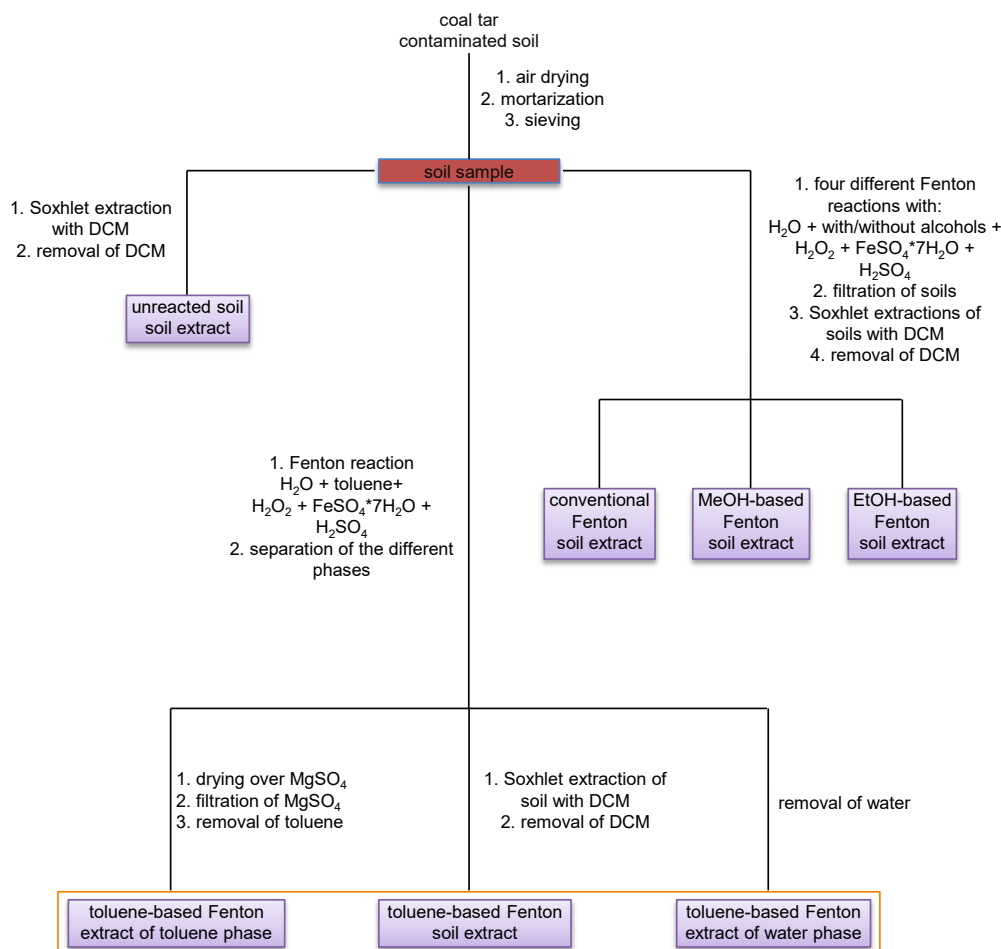 coal tar
contaminated soil
1. air drying
2. mortarization
3. sieving
soil sample
1. Soxhlet extraction
with DCM
2. removal of DCM
unreacted soil
soil extract
1. four different Fenton
reactions with:
H₂O + with/without alcohols +
H₂O₂ + FeSO₄*7H₂O +
H₂SO₄
2. filtration of soils
3. Soxhlet extractions of
soils with DCM
4. removal of DCM
conventional
Fenton
soil extract
MeOH-based
Fenton
soil extract
EtOH-based
Fenton
soil extract
1. Fenton reaction
H₂O + toluene+
H₂O₂ + FeSO₄*7H₂O +
H₂SO₄
2. separation of the different
phases
1. drying over MgSO₄
2. filtration of MgSO₄
3. removal of toluene
1. Soxhlet extraction of
soil with DCM
2. removal of DCM
removal of water
toluene-based Fenton
extract of toluene phase
toluene-based Fenton
soil extract
toluene-based Fenton
extract of water phase